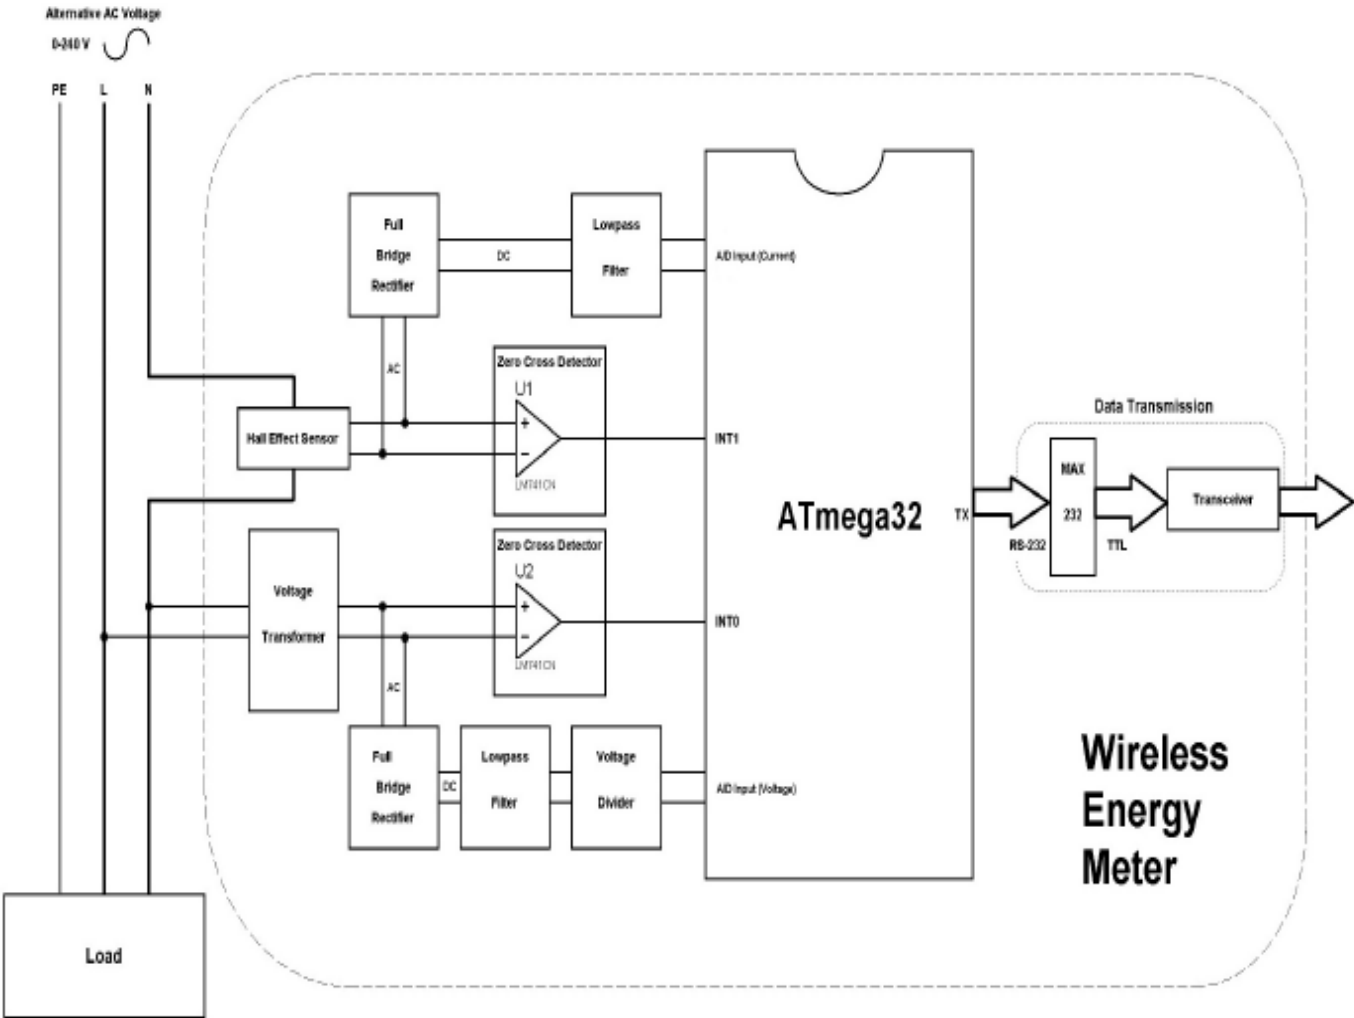 Alternative AC Voltage
0-240 V
PE L N
Full
Bridge
Rectifier
DC
Lowpass
Filter
A/D Input (Current)
AC
Zero Cross Detector
U1
+
−
LM741CN
Hall Effect Sensor
INT1
Zero Cross Detector
U2
+
−
LM741CN
Voltage
Transformer
INT0
AC
Full
Bridge
Rectifier
DC
Lowpass
Filter
Voltage
Divider
A/D Input (Voltage)
ATmega32
TX
Data Transmission
RS-232
MAX
232
TTL
Transceiver
Wireless
Energy
Meter
Load